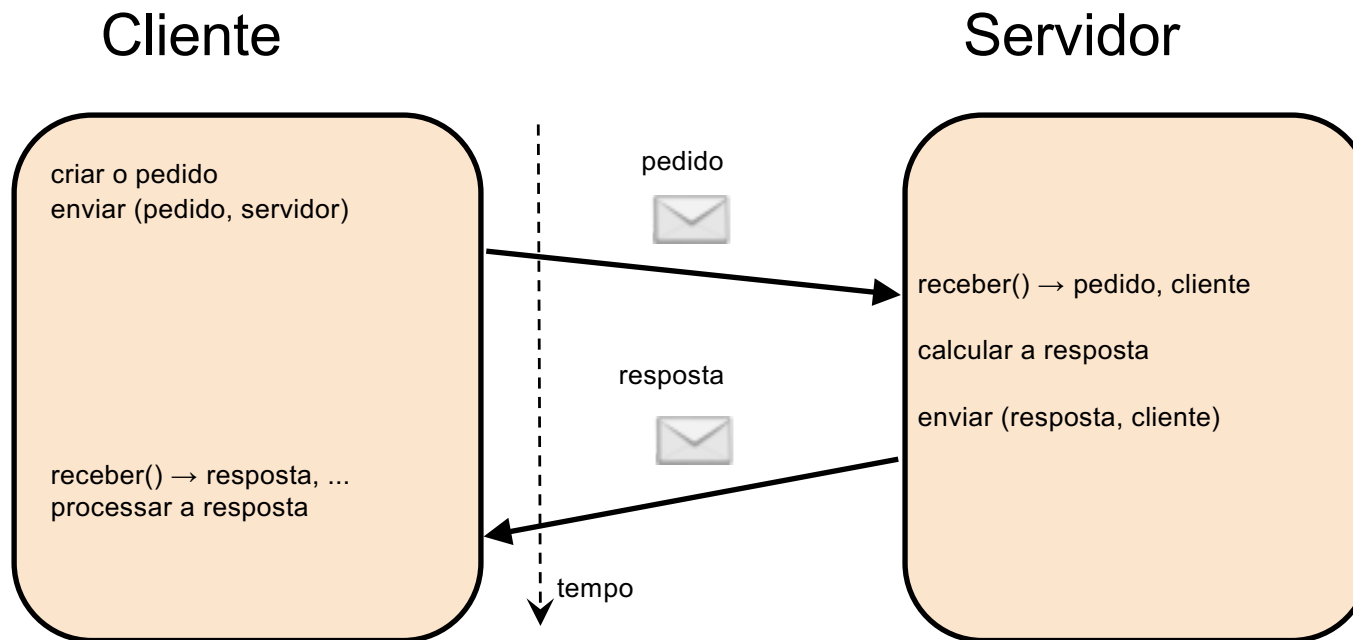 Cliente
Servidor
criar o pedido
enviar (pedido, servidor)
pedido
receber() → pedido, cliente
calcular a resposta
resposta
enviar (resposta, cliente)
receber() → resposta, ...
processar a resposta
tempo